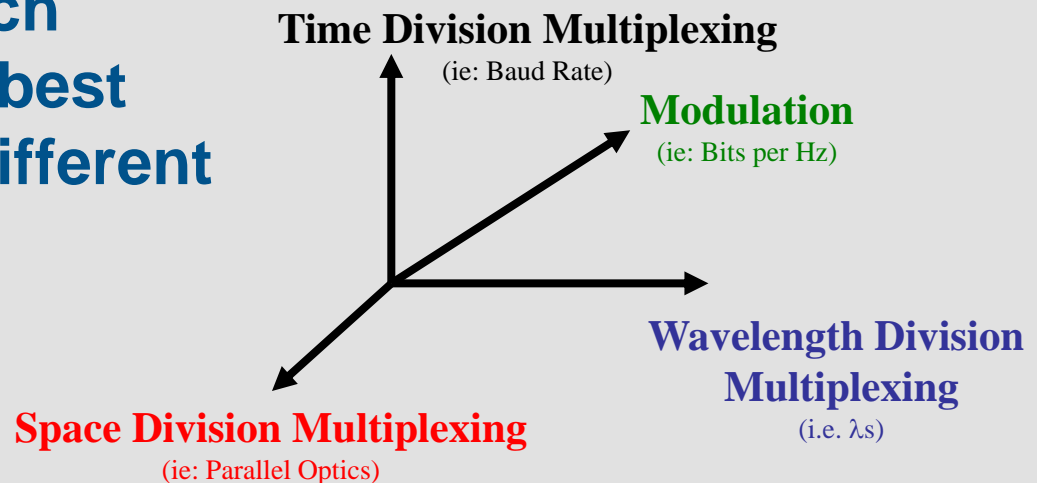 best
ifferent
Time Division Multiplexing
(ie: Baud Rate)
Modulation
(ie: Bits per Hz)
Wavelength Division
Multiplexing
(i.e. λs)
Space Division Multiplexing
(ie: Parallel Optics)